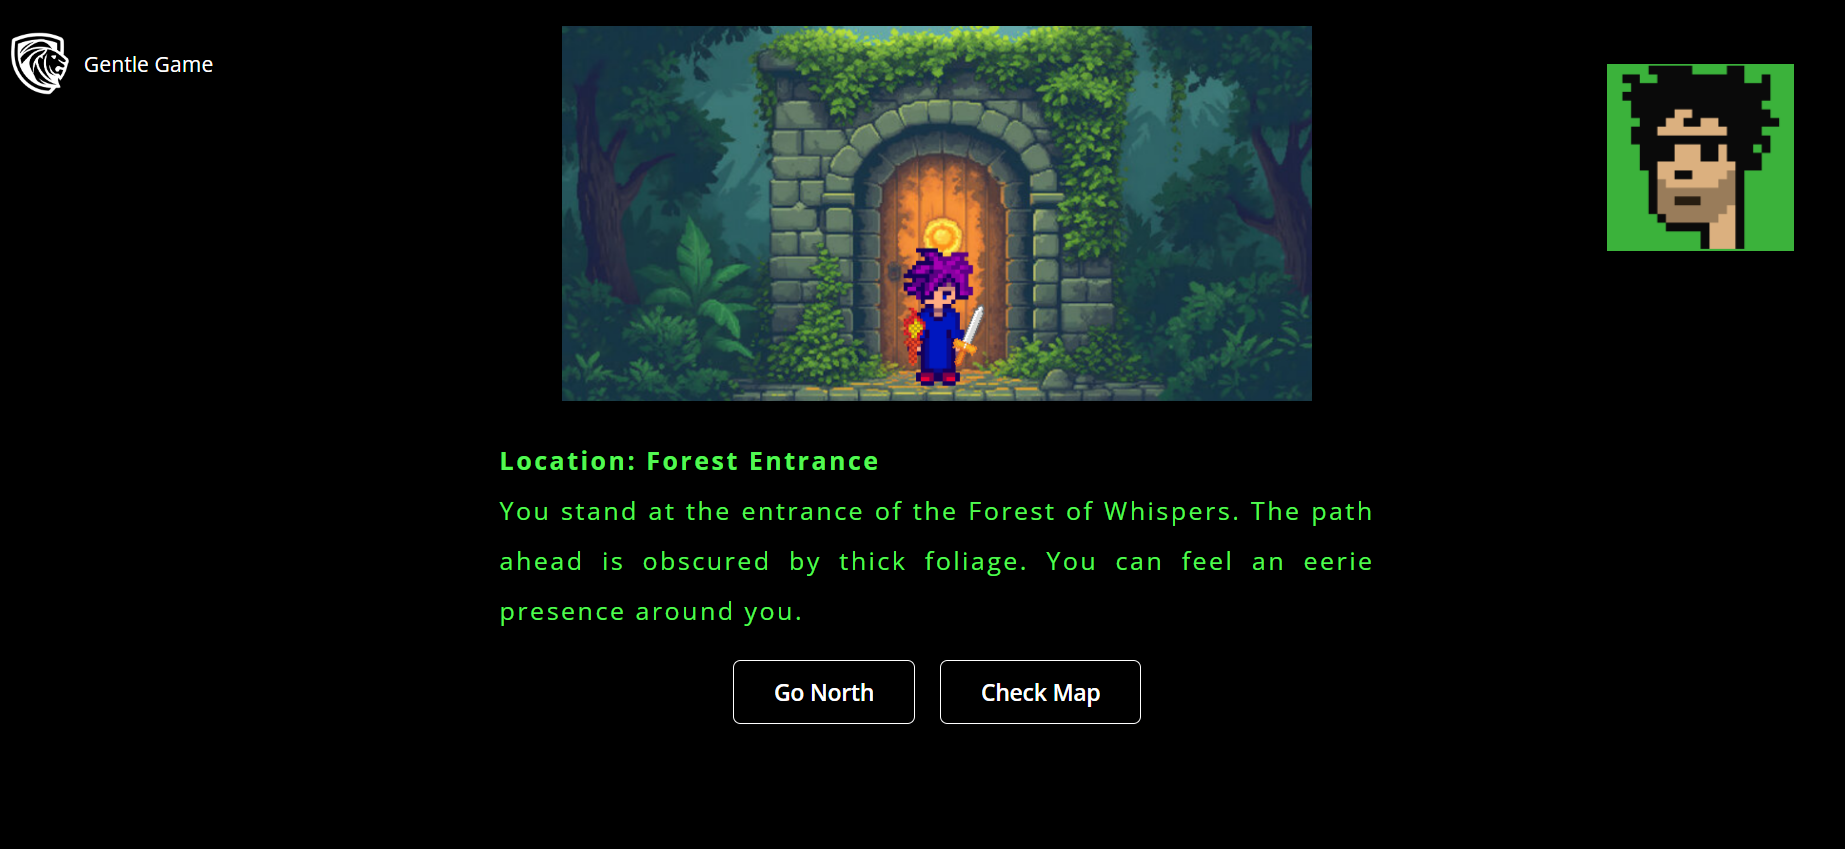 Gentle Game
Location: Forest Entrance
You stand at the entrance of the Forest of Whispers. The path
ahead is obscured by thick foliage. You can feel an eerie
presence around you.
Go North
Check Map